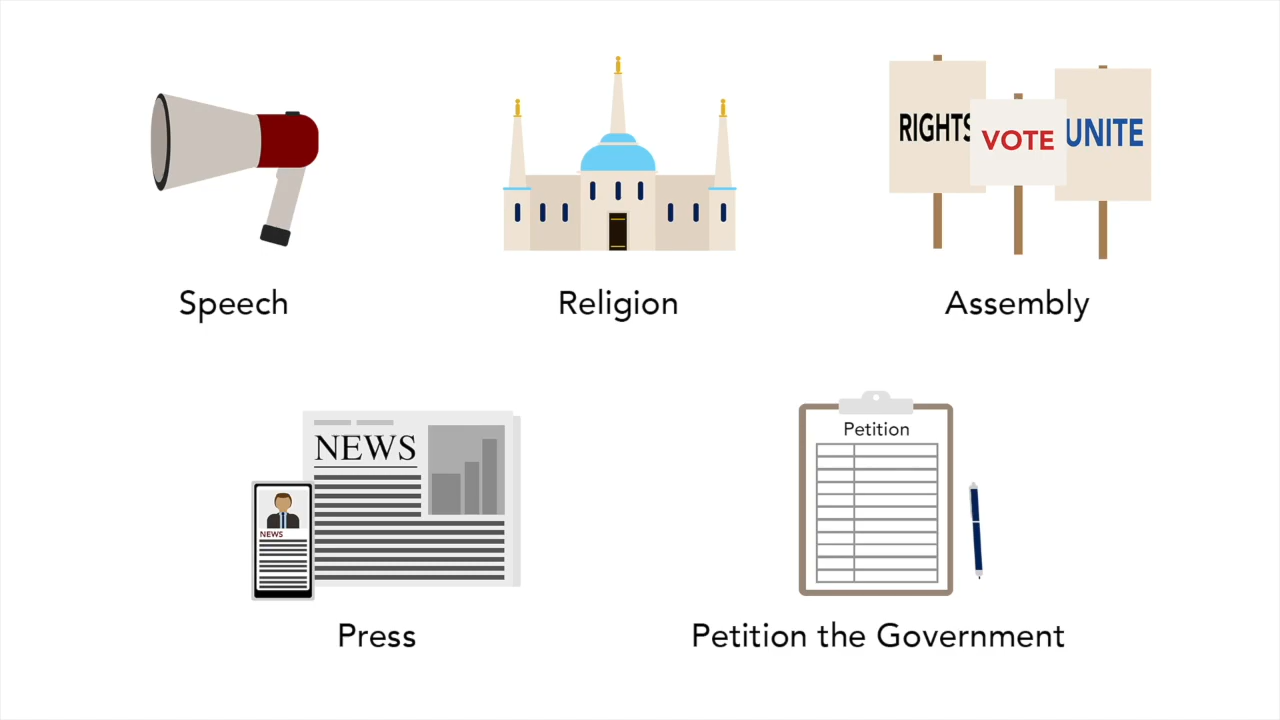 RIGHTS
VOTE
UNITE
Speech
Religion
Assembly
NEWS
NEWS
Petition
Press
Petition the Government